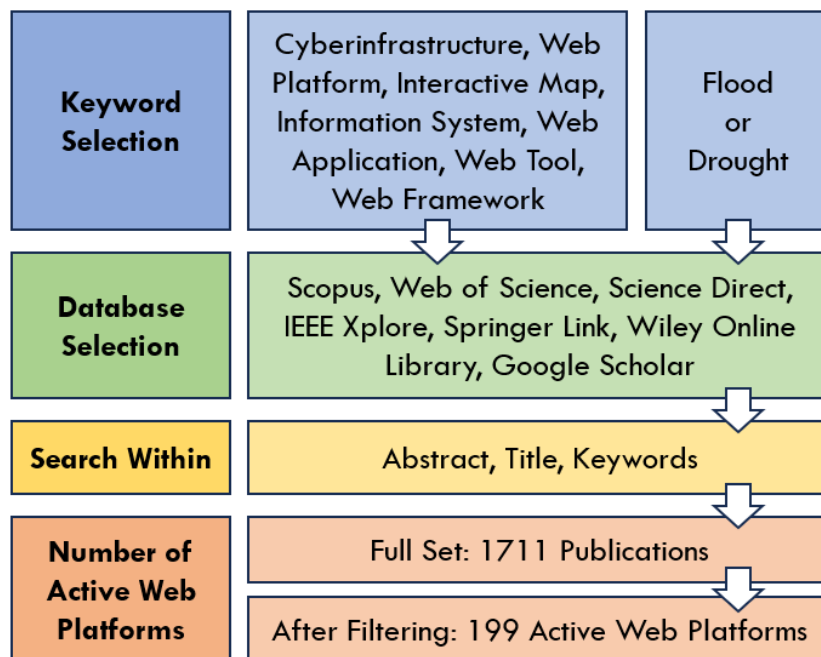 Keyword
Selection
Cyberinfrastructure, Web
Platform, Interactive Map,
Information System, Web
Application, Web Tool,
Web Framework
Flood
or
Drought
Database
Selection
Scopus, Web of Science, Science Direct,
IEEE Xplore, Springer Link, Wiley Online
Library, Google Scholar
Search Within
Abstract, Title, Keywords
Number of
Active Web
Platforms
Full Set: 1711 Publications
After Filtering: 199 Active Web Platforms